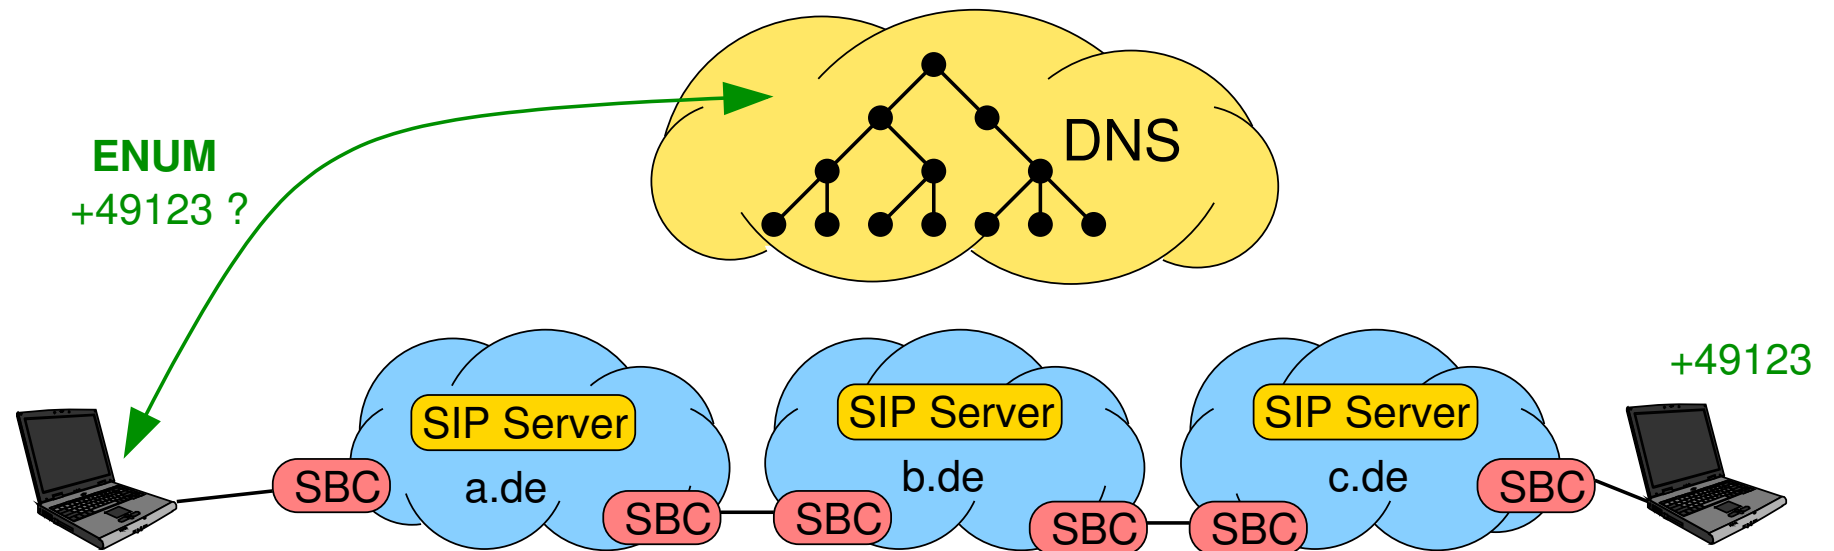 DNS
ENUM
+49123 ?
+49123
SIP Server
SIP Server
SIP Server
a.de
b.de
c.de
SBC
SBC
SBC
SBC
SBC
SBC